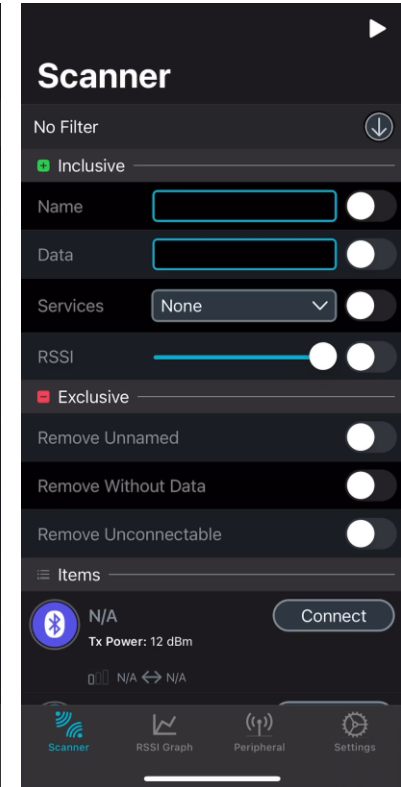 Scanner
No Filter
Inclusive
Name
Data
Services None
RSSI
Exclusive
Remove Unnamed
Remove Without Data
Remove Unconnectable
Items
N/A Connect
Tx Power: 12 dBm
N/A ↔ N/A
Scanner RSSI Graph Peripheral Settings